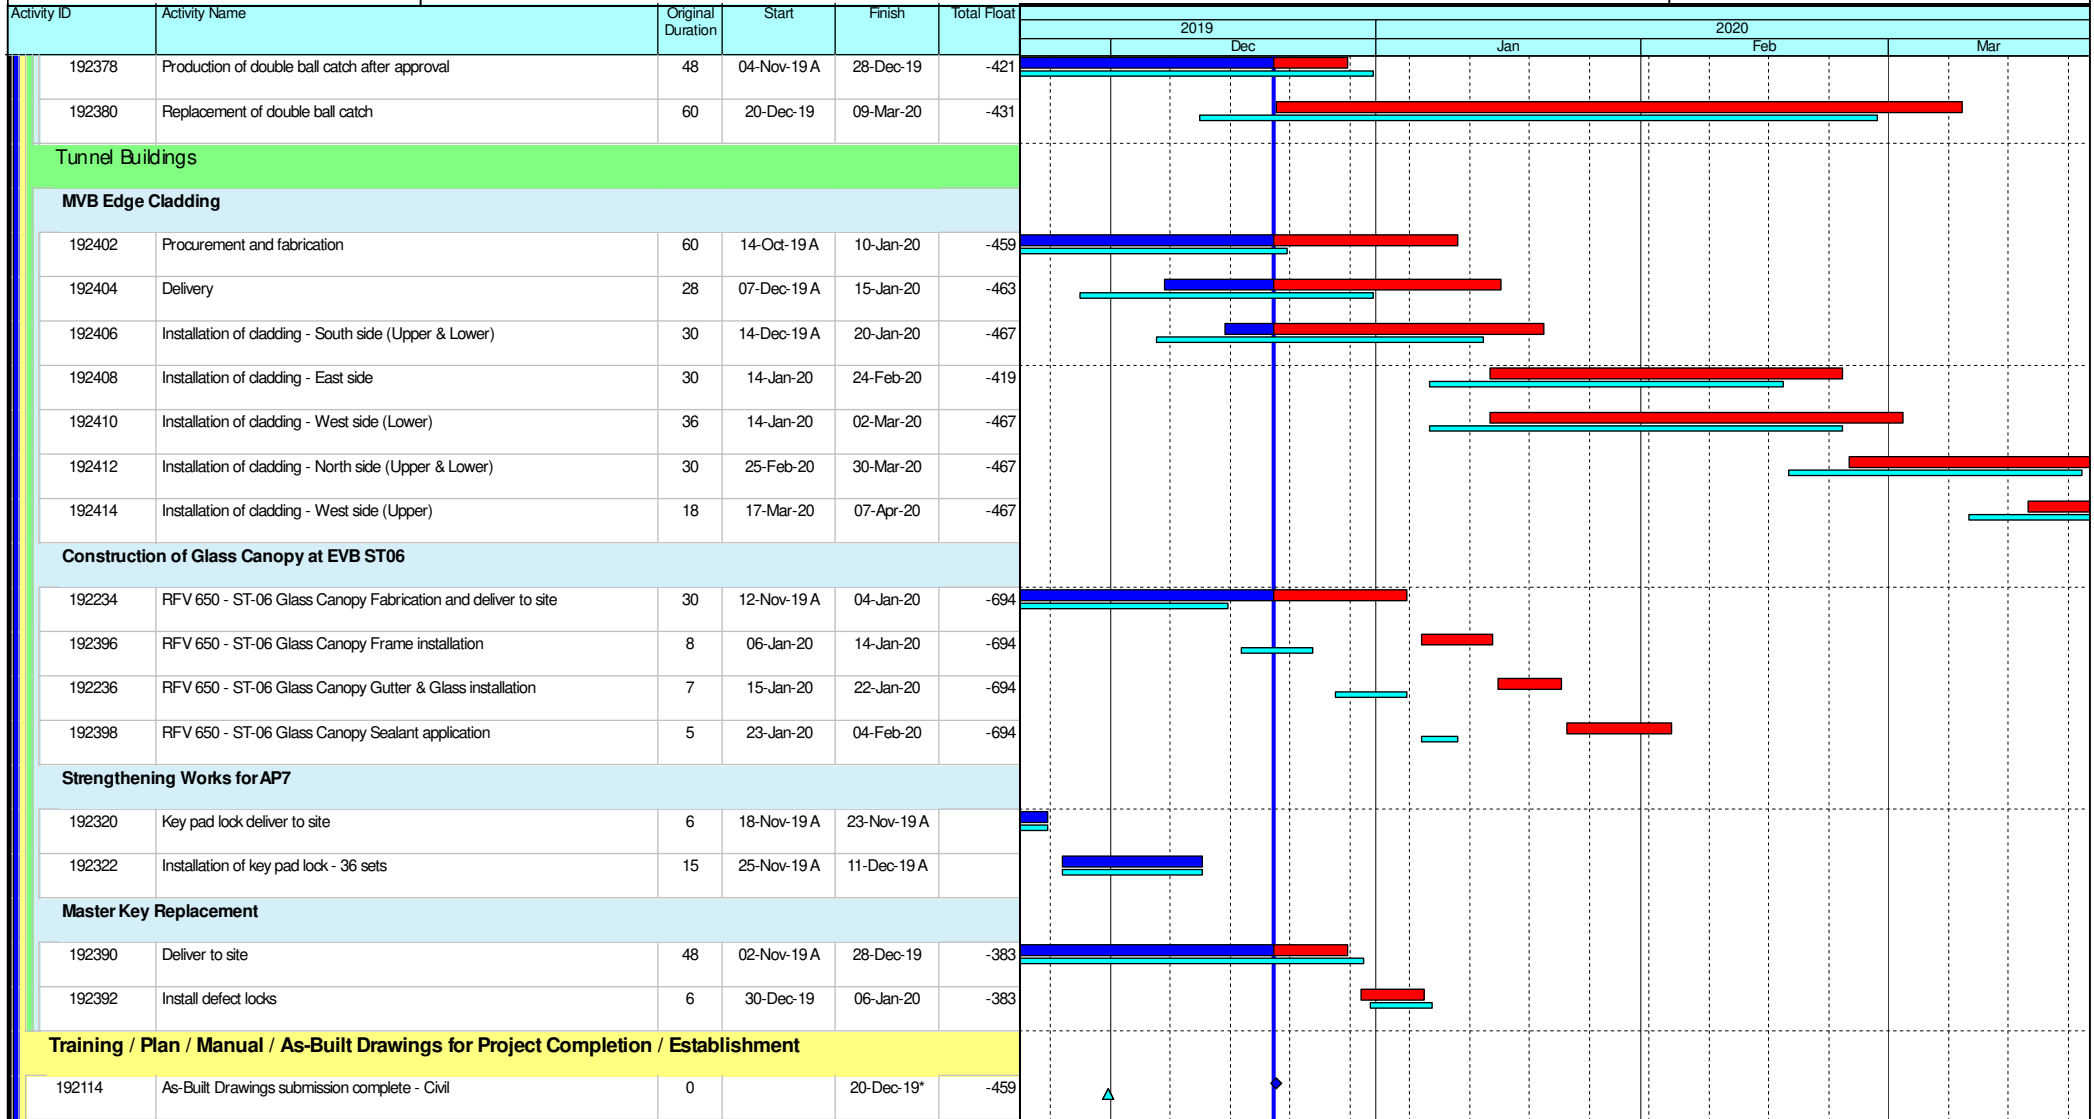 Activity ID Activity Name Original Duration Start Finish Total Float
2019 2020
Dec Jan Feb Mar
192378 Production of double ball catch after approval 48 04-Nov-19 A 28-Dec-19 -421
192380 Replacement of double ball catch 60 20-Dec-19 09-Mar-20 -431
Tunnel Buildings
MVB Edge Cladding
192402 Procurement and fabrication 60 14-Oct-19 A 10-Jan-20 -459
192404 Delivery 28 07-Dec-19 A 15-Jan-20 -463
192406 Installation of cladding - South side (Upper & Lower) 30 14-Dec-19 A 20-Jan-20 -467
192408 Installation of cladding - East side 30 14-Jan-20 24-Feb-20 -419
192410 Installation of cladding - West side (Lower) 36 14-Jan-20 02-Mar-20 -467
192412 Installation of cladding - North side (Upper & Lower) 30 25-Feb-20 30-Mar-20 -467
192414 Installation of cladding - West side (Upper) 18 17-Mar-20 07-Apr-20 -467
Construction of Glass Canopy at EVB ST06
192234 RFV 650 - ST-06 Glass Canopy Fabrication and deliver to site 30 12-Nov-19 A 04-Jan-20 -694
192396 RFV 650 - ST-06 Glass Canopy Frame installation 8 06-Jan-20 14-Jan-20 -694
192236 RFV 650 - ST-06 Glass Canopy Gutter & Glass installation 7 15-Jan-20 22-Jan-20 -694
192398 RFV 650 - ST-06 Glass Canopy Sealant application 5 23-Jan-20 04-Feb-20 -694
Strengthening Works for AP7
192320 Key pad lock deliver to site 6 18-Nov-19 A 23-Nov-19 A
192322 Installation of key pad lock - 36 sets 15 25-Nov-19 A 11-Dec-19 A
Master Key Replacement
192390 Deliver to site 48 02-Nov-19 A 28-Dec-19 -383
192392 Install defect locks 6 30-Dec-19 06-Jan-20 -383
Training / Plan / Manual / As-Built Drawings for Project Completion / Establishment
192114 As-Built Drawings submission complete - Civil 0 20-Dec-19* -459